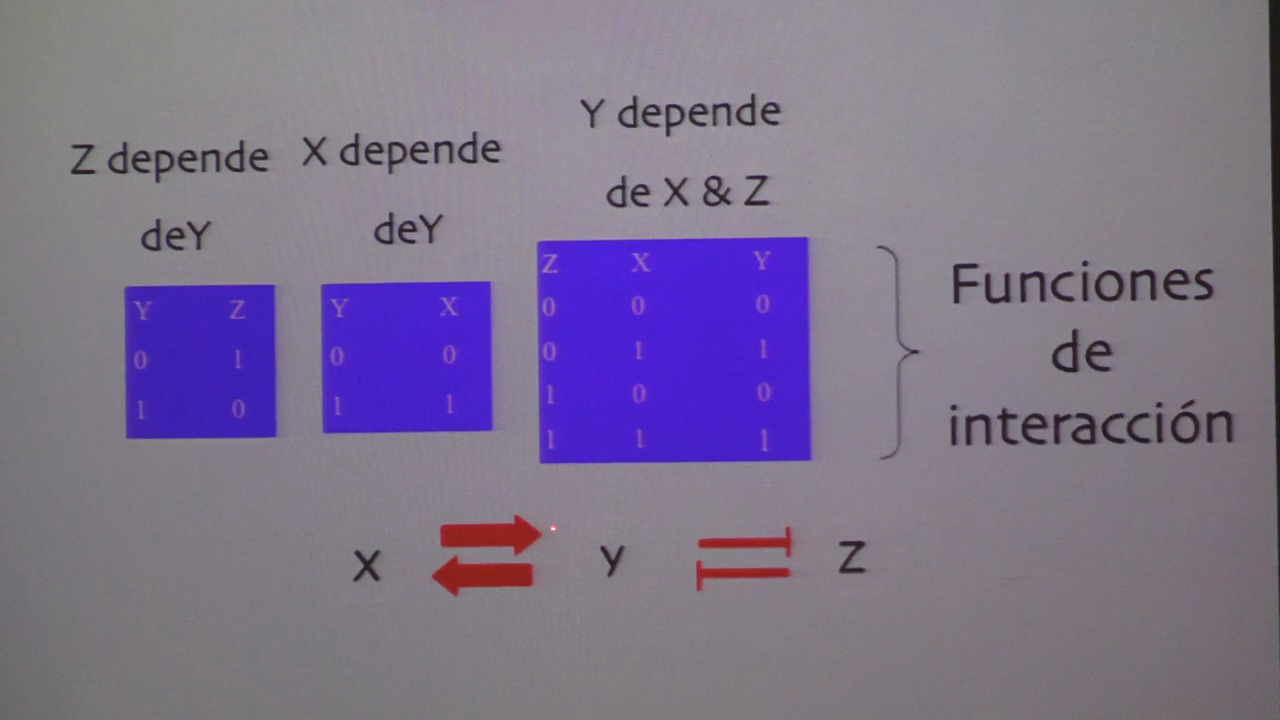 Z depende
deY
Y Z
0 1
1 0
X depende
deY
Y X
0 0
1 1
Y depende
de X & Z
Z X Y
0 0 0
0 1 1
1 0 0
1 1 1
Funciones
de
interacción
X Y Z